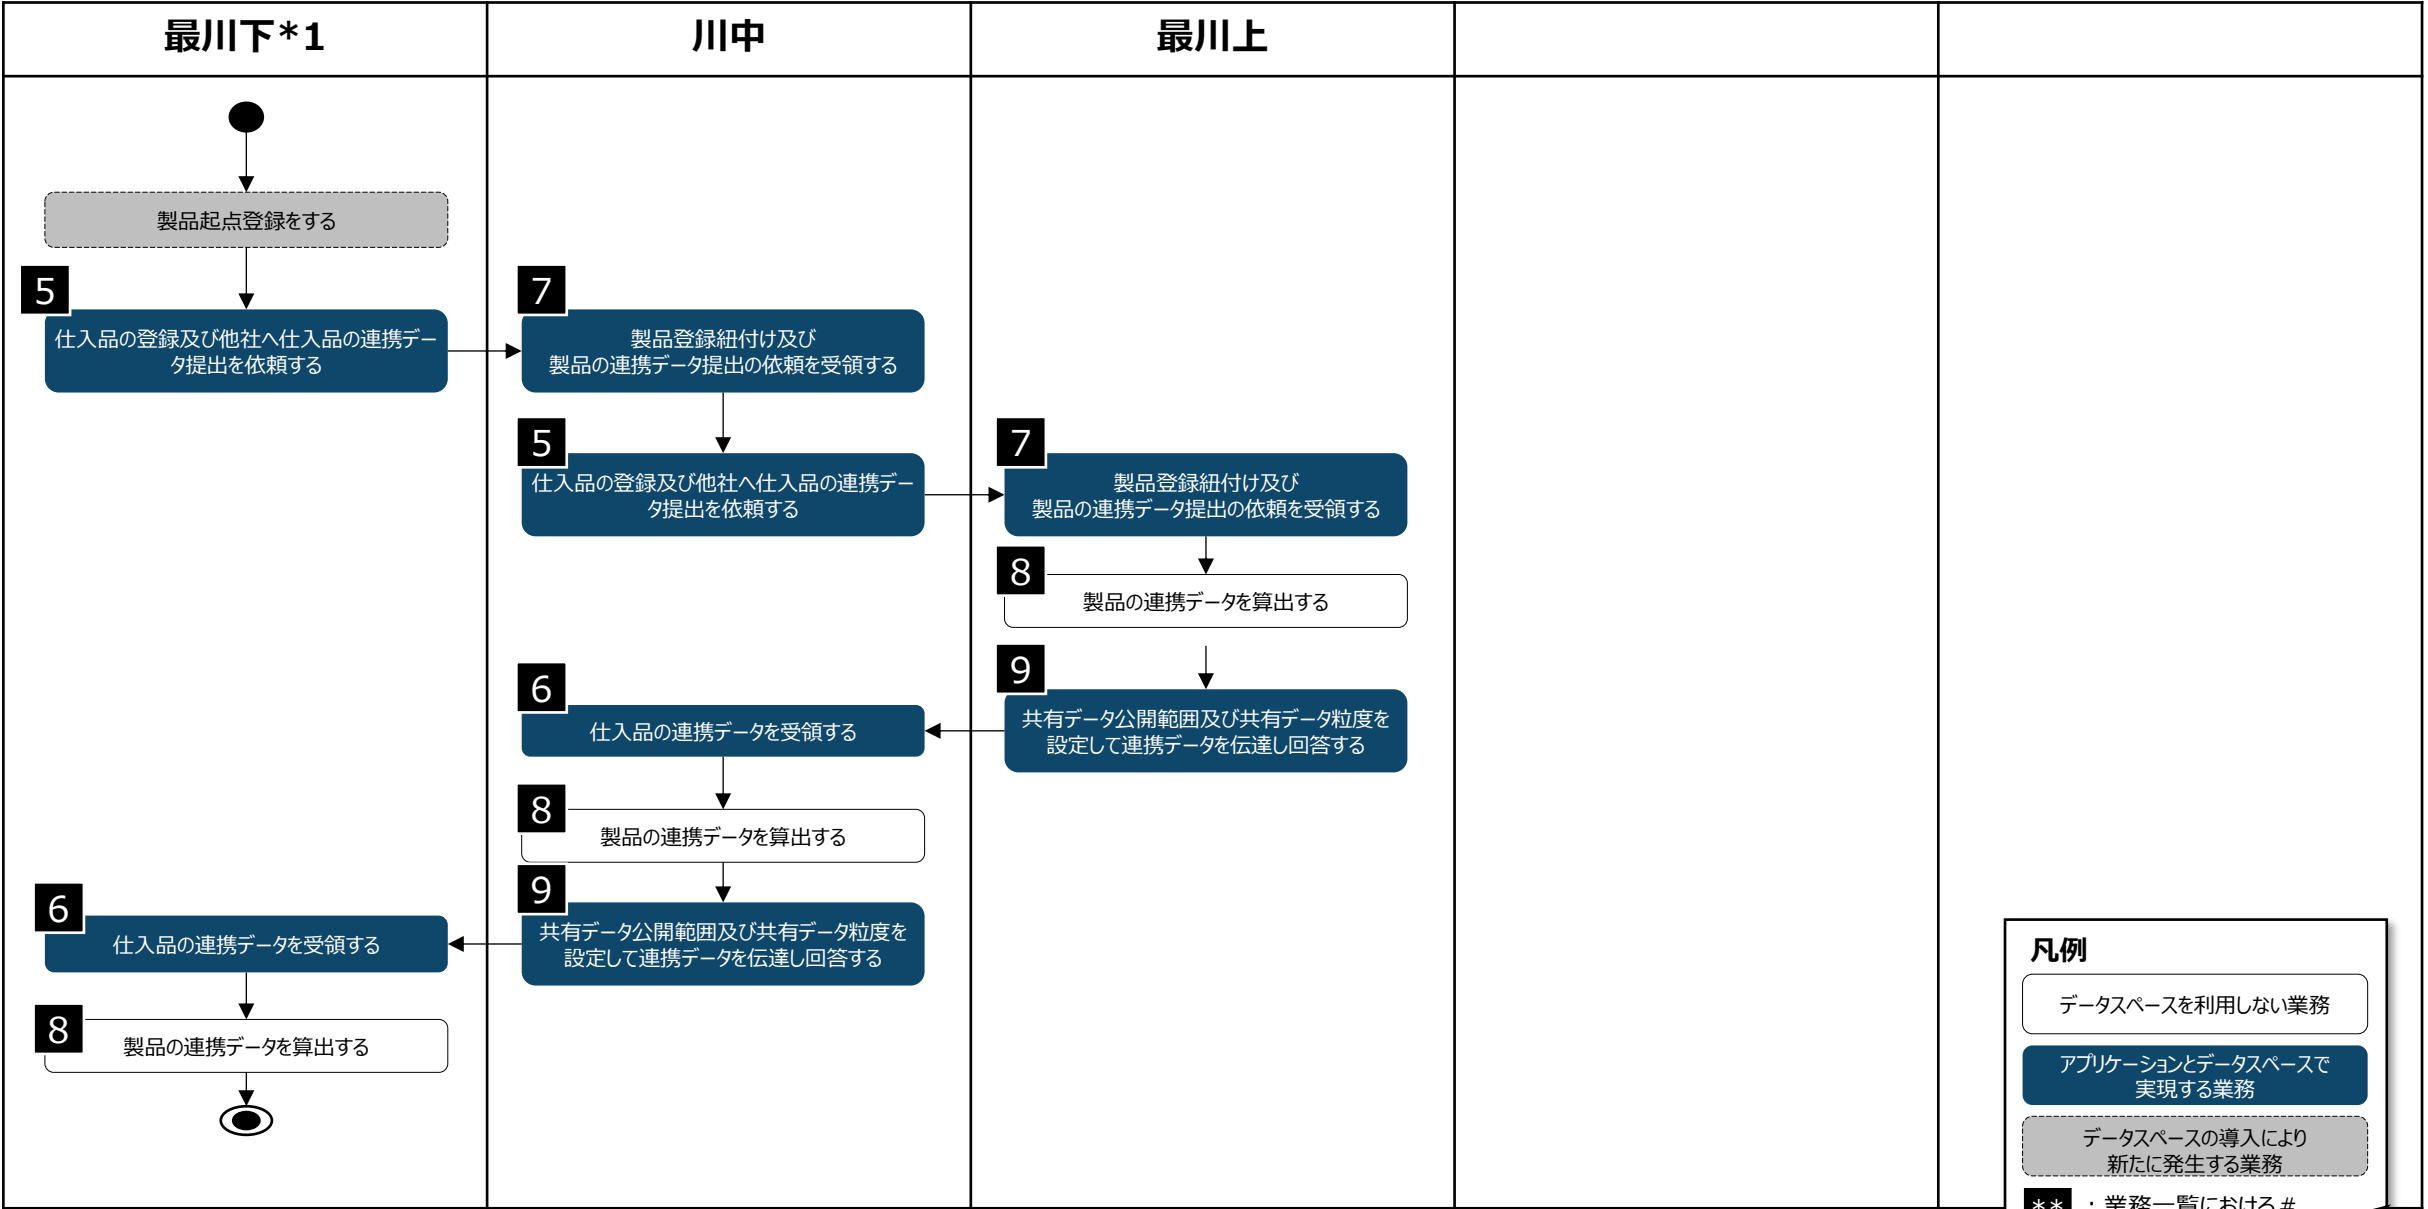 最川下*1
川中
最川上
製品起点登録をする
5
仕入品の登録及び他社へ仕入品の連携デー
タ提出を依頼する
7
製品登録紐付け及び
製品の連携データ提出の依頼を受領する
5
仕入品の登録及び他社へ仕入品の連携デー
タ提出を依頼する
7
製品登録紐付け及び
製品の連携データ提出の依頼を受領する
8
製品の連携データを算出する
9
共有データ公開範囲及び共有データ粒度を
設定して連携データを伝達し回答する
6
仕入品の連携データを受領する
8
製品の連携データを算出する
9
共有データ公開範囲及び共有データ粒度を
設定して連携データを伝達し回答する
6
仕入品の連携データを受領する
8
製品の連携データを算出する
凡例
データスペースを利用しない業務
アプリケーションとデータスペースで
実現する業務
データスペースの導入により
新たに発生する業務
** ：業務一覧における#